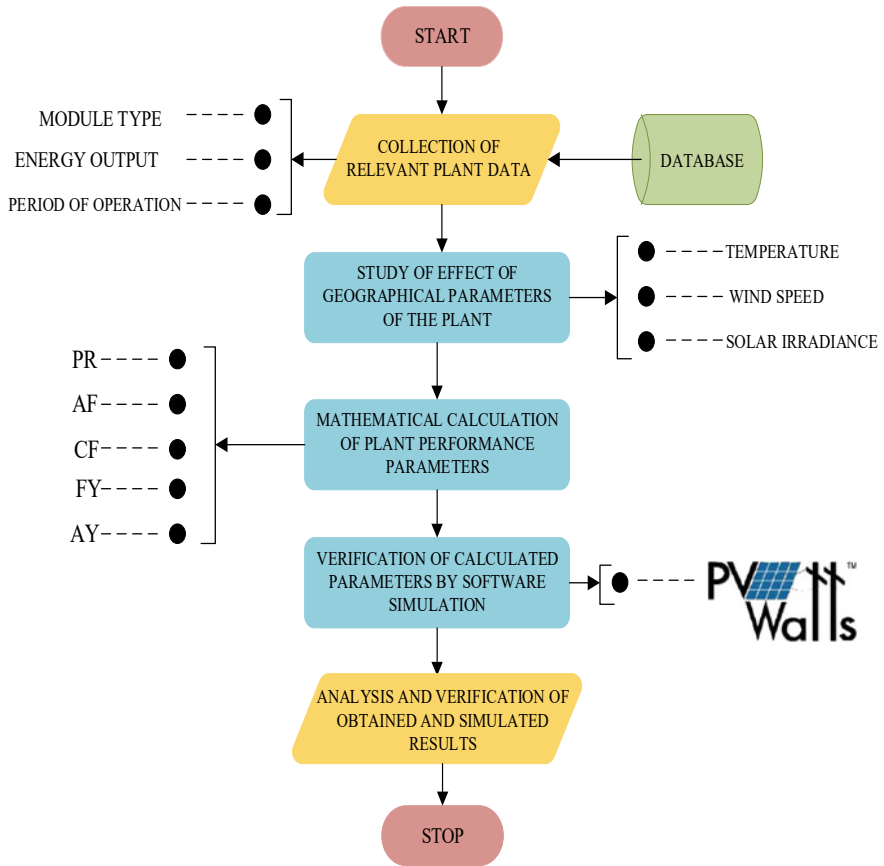 START
MODULE TYPE
ENERGY OUTPUT
PERIOD OF OPERATION
COLLECTION OF
RELEVANT PLANT DATA
DATABASE
STUDY OF EFFECT OF
GEOGRAPHICAL PARAMETERS
OF THE PLANT
TEMPERATURE
WIND SPEED
SOLAR IRRADIANCE
PR
AF
CF
FY
AY
MATHEMATICAL CALCULATION
OF PLANT PERFORMANCE
PARAMETERS
VERIFICATION OF CALCULATED
PARAMETERS BY SOFTWARE
SIMULATION
PV TM
Watts
ANALYSIS AND VERIFICATION OF
OBTAINED AND SIMULATED
RESULTS
STOP